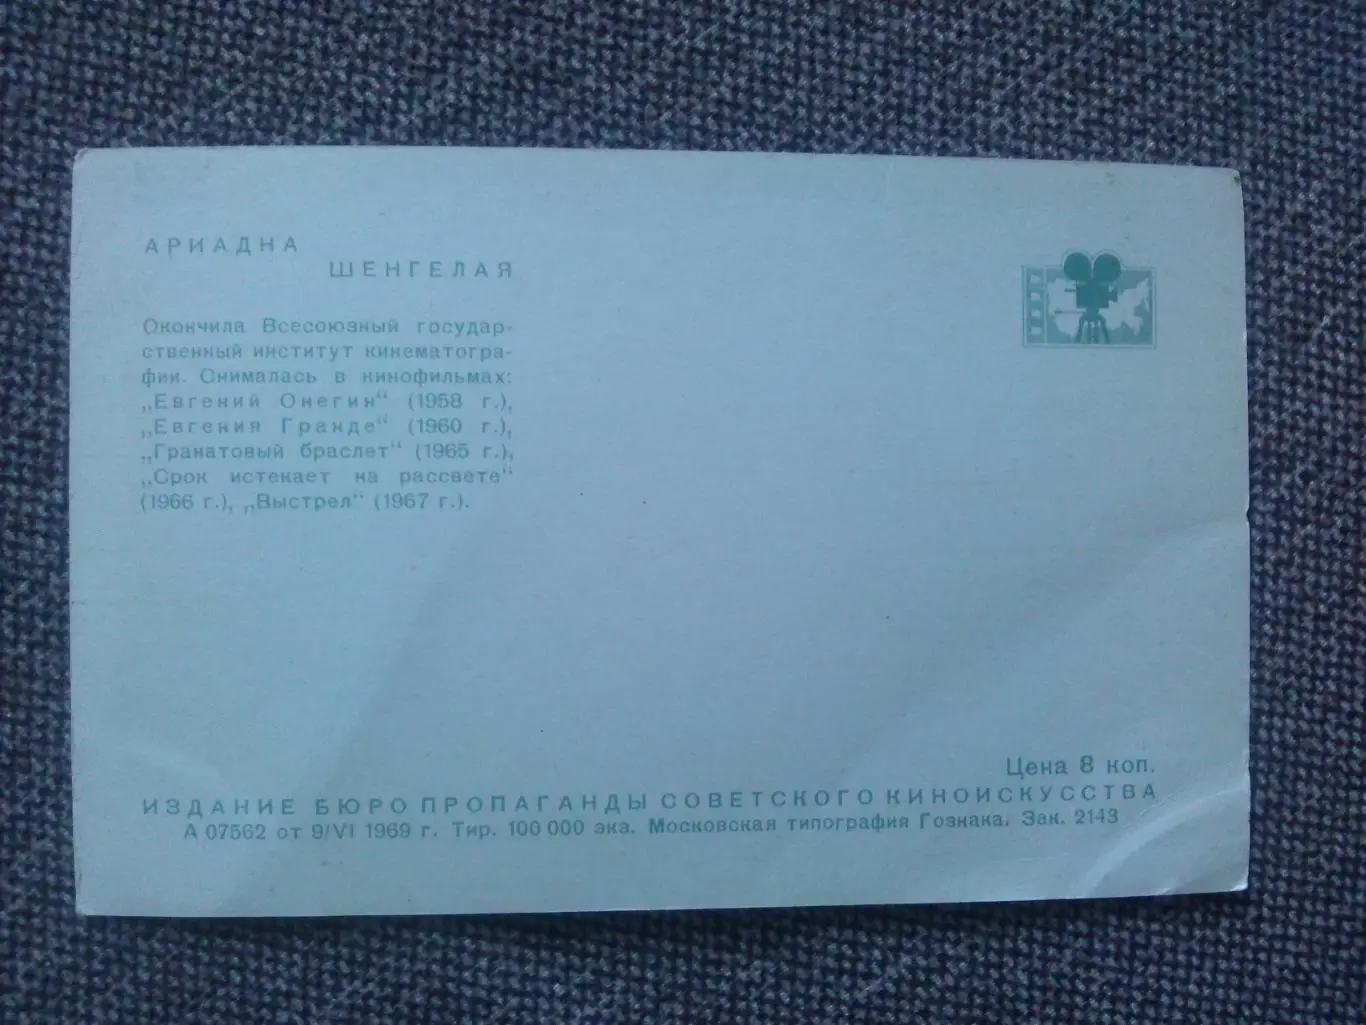 АРИАДНА
ШЕНГЕЛАЯ
Окончила Всесоюзный государ-
ственный институт кинематогра-
фии. Снималась в кинофильмах:
„Евгений Онегин“ (1958 г.),
„Евгения Гранде“ (1960 г.),
„Гранатовый браслет“ (1965 г.),
„Срок истекает на рассвете“
(1966 г.), „Выстрел“ (1967 г.).
Цена 8 коп.
ИЗДАНИЕ БЮРО ПРОПАГАНДЫ СОВЕТСКОГО КИНОИСКУССТВА
А 07562 от 9/VI 1969 г. Тир. 100 000 экз. Московская типография Гознака. Зак. 2143